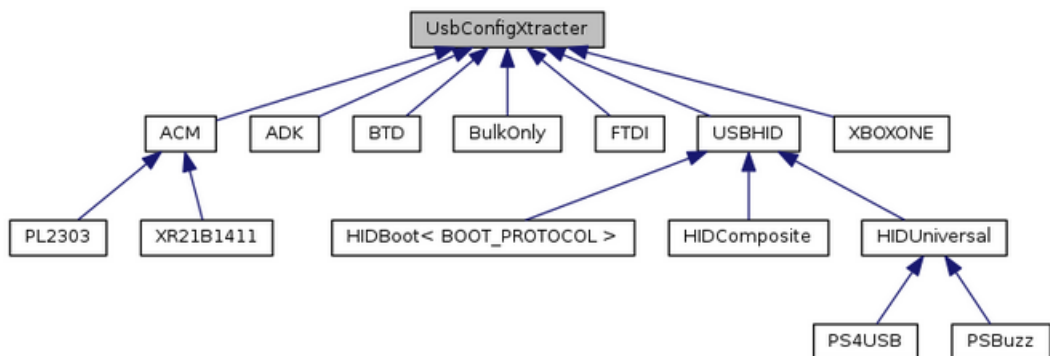 UsbConfigXtracter
ACM
ADK
BTD
BulkOnly
FTDI
USBHID
XBOXONE
PL2303
XR21B1411
HIDBoot< BOOT_PROTOCOL >
HIDComposite
HIDUniversal
PS4USB
PSBuzz